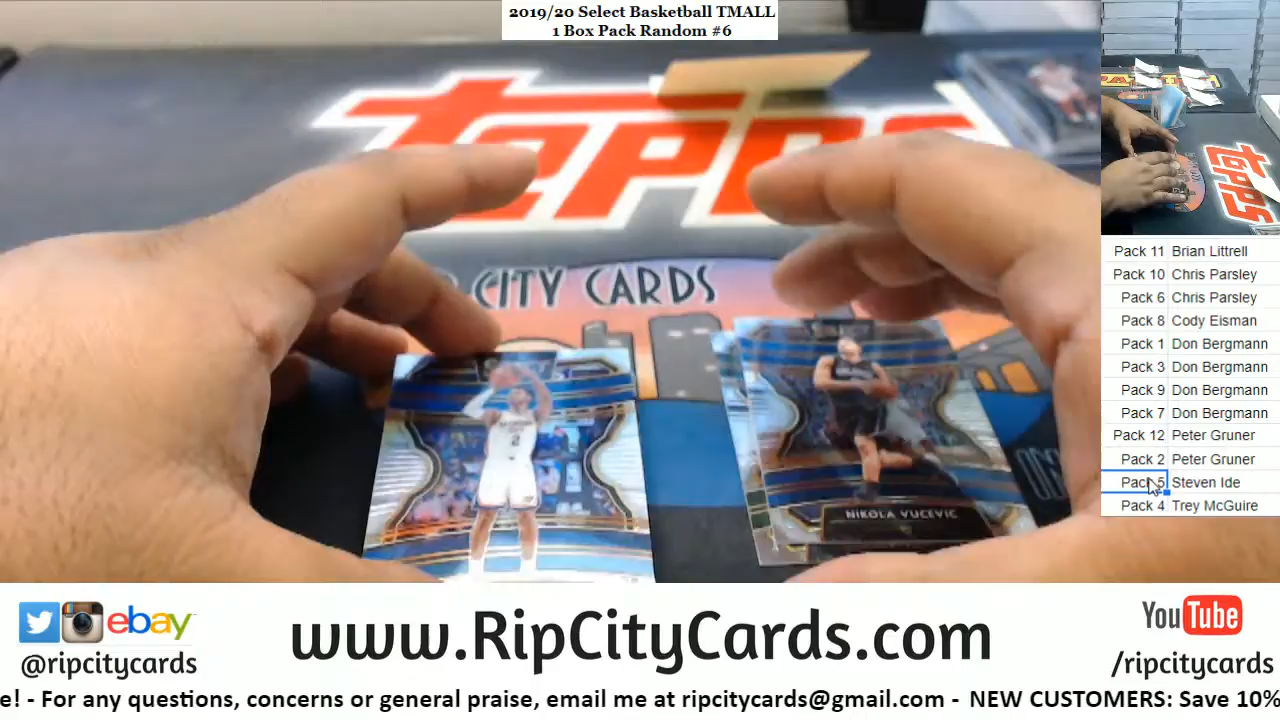 2019/20 Select Basketball TMALL
1 Box Pack Random #6
Topps
CITY CARDS
NIKOLA VUCEVIC
Topps
Pack 11 Brian Littrell
Pack 10 Chris Parsley
Pack 6 Chris Parsley
Pack 8 Cody Eisman
Pack 1 Don Bergmann
Pack 3 Don Bergmann
Pack 9 Don Bergmann
Pack 7 Don Bergmann
Pack 12 Peter Gruner
Pack 2 Peter Gruner
Pack 5 Steven Ide
Pack 4 Trey McGuire
ebay
@ripcitycards
www.RipCityCards.com
YouTube
/ripcitycards
e! - For any questions, concerns or general praise, email me at ripcitycards@gmail.com - NEW CUSTOMERS: Save 10%